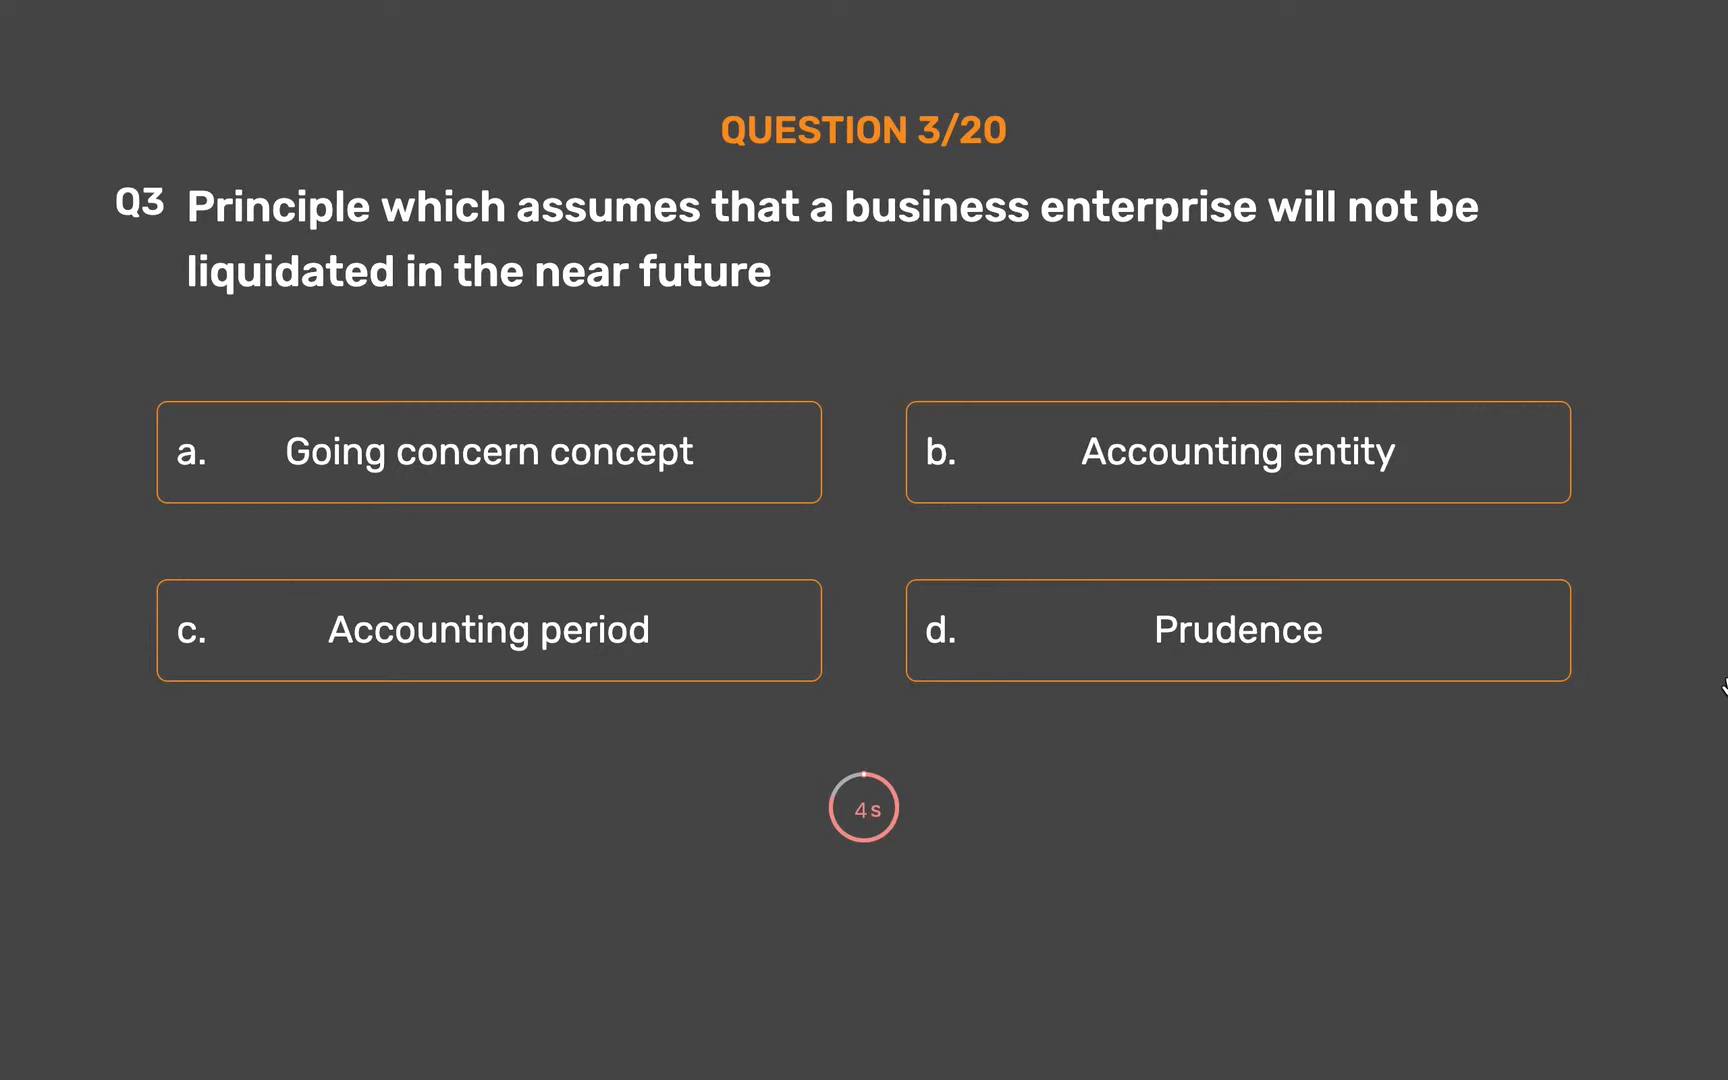 QUESTION 3/20
Q3 Principle which assumes that a business enterprise will not be
liquidated in the near future
a. Going concern concept
b. Accounting entity
c. Accounting period
d. Prudence
4 s